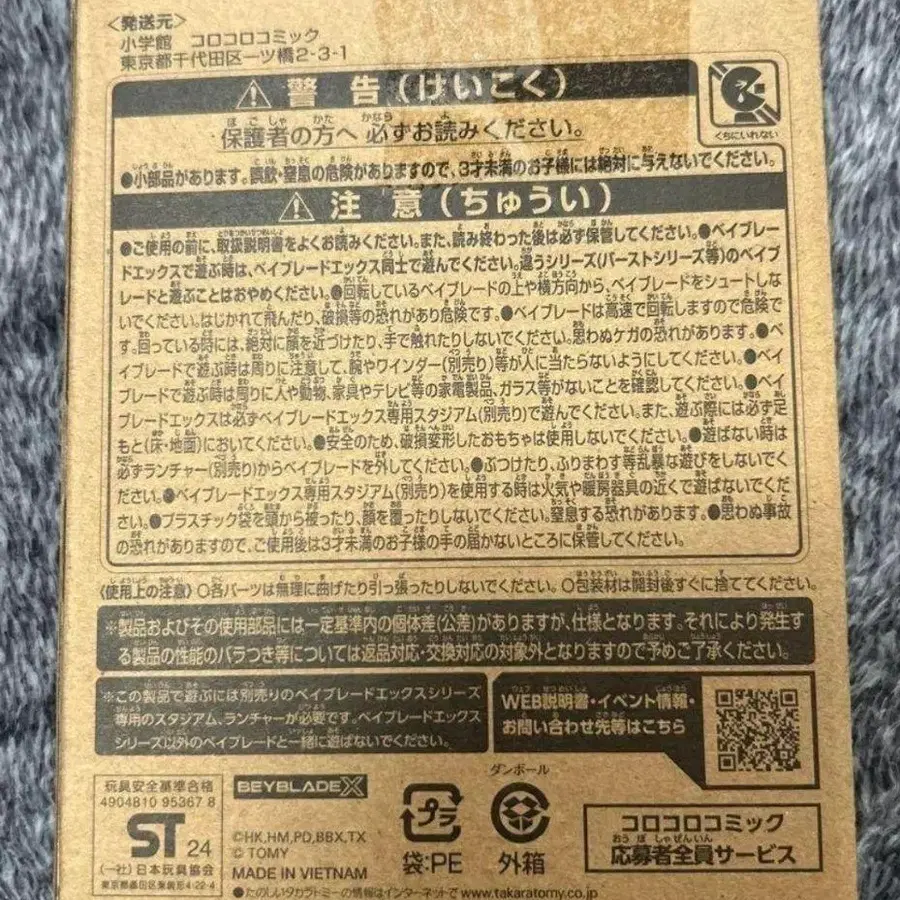 〈発送元〉
小学館 コロコロコミック
東京都千代田区一ツ橋2-3-1
警告(けいこく)
保護者の方へ 必ずお読みください。
くちにいれない
●小部品があります。誤飲・窒息の危険がありますので、3才未満のお子様には絶対に与えないでください。
注意(ちゅうい)
●ご使用の前に、取扱説明書をよくお読みください。また、読み終わった後は必ず保管してください。●ベイブレー
ドエックスで遊ぶ時は、ベイブレードエックス同士で遊んでください。違うシリーズ(バーストシリーズ等)のベイブ
レードと遊ぶことはおやめください。●回転しているベイブレードの上や横方向から、ベイブレードをシュートしな
いでください。はじかれて飛んだり、破損等の恐れがあり危険です。●ベイブレードは高速で回転しますので危険で
す。回っている時には、絶対に顔を近づけたり、手で触れたりしないでください。思わぬケガの恐れがあります。●ベ
イブレードで遊ぶ時は周りに注意して、腕やワインダー(別売り)等が人に当たらないようにしてください。●ベイ
ブレードで遊ぶ時は周りに人や動物、家具やテレビ等の家電製品、ガラス等がないことを確認してください。●ベイ
ブレードエックスは必ずベイブレードエックス専用スタジアム(別売り)で遊んでください。また、遊ぶ際には必ず足
もと(床・地面)においてください。●安全のため、破損変形したおもちゃは使用しないでください。●遊ばない時は
必ずランチャー(別売り)からベイブレードを外してください。●ぶつけたり、ふりまわす等乱暴な遊びをしないでく
ださい。●ベイブレードエックス専用スタジアム(別売り)を使用する時は火気や暖房器具の近くで遊ばないでくだ
さい。●プラスチック袋を頭から被ったり、顔を覆ったりしないでください。窒息する恐れがあります。●思わぬ事故
の恐れがありますので、ご使用後は3才未満のお子様の手の届かないところに保管してください。
〈使用上の注意〉○各パーツは無理に曲げたり引っ張ったりしないでください。○包装材は開封後すぐに捨ててください。
※製品およびその使用部品には一定基準内の個体差(公差)がありますが、仕様となります。それにより発生す
る製品の性能のバラつき等については返品対応・交換対応の対象外となりますので予めご了承ください。
※この製品で遊ぶには別売りのベイブレードエックスシリーズ
専用のスタジアム、ランチャーが必要です。ベイブレードエックス
シリーズ以外のベイブレードと一緒に遊ばないでください。
WEB説明書・イベント情報・
お問い合わせ先等はこちら
玩具安全基準合格
4904810 95367 8
ST 24
(一社)日本玩具協会
東京都墨田区東駒形4-22-4
BEYBLADE X
©HK,HM,PD,BBX,TX
© TOMY
MADE IN VIETNAM
プラ
袋:PE
ダンボール
外箱
コロコロコミック
応募者全員サービス
●たのしいタカラトミーの情報はインターネットで www.takaratomy.co.jp